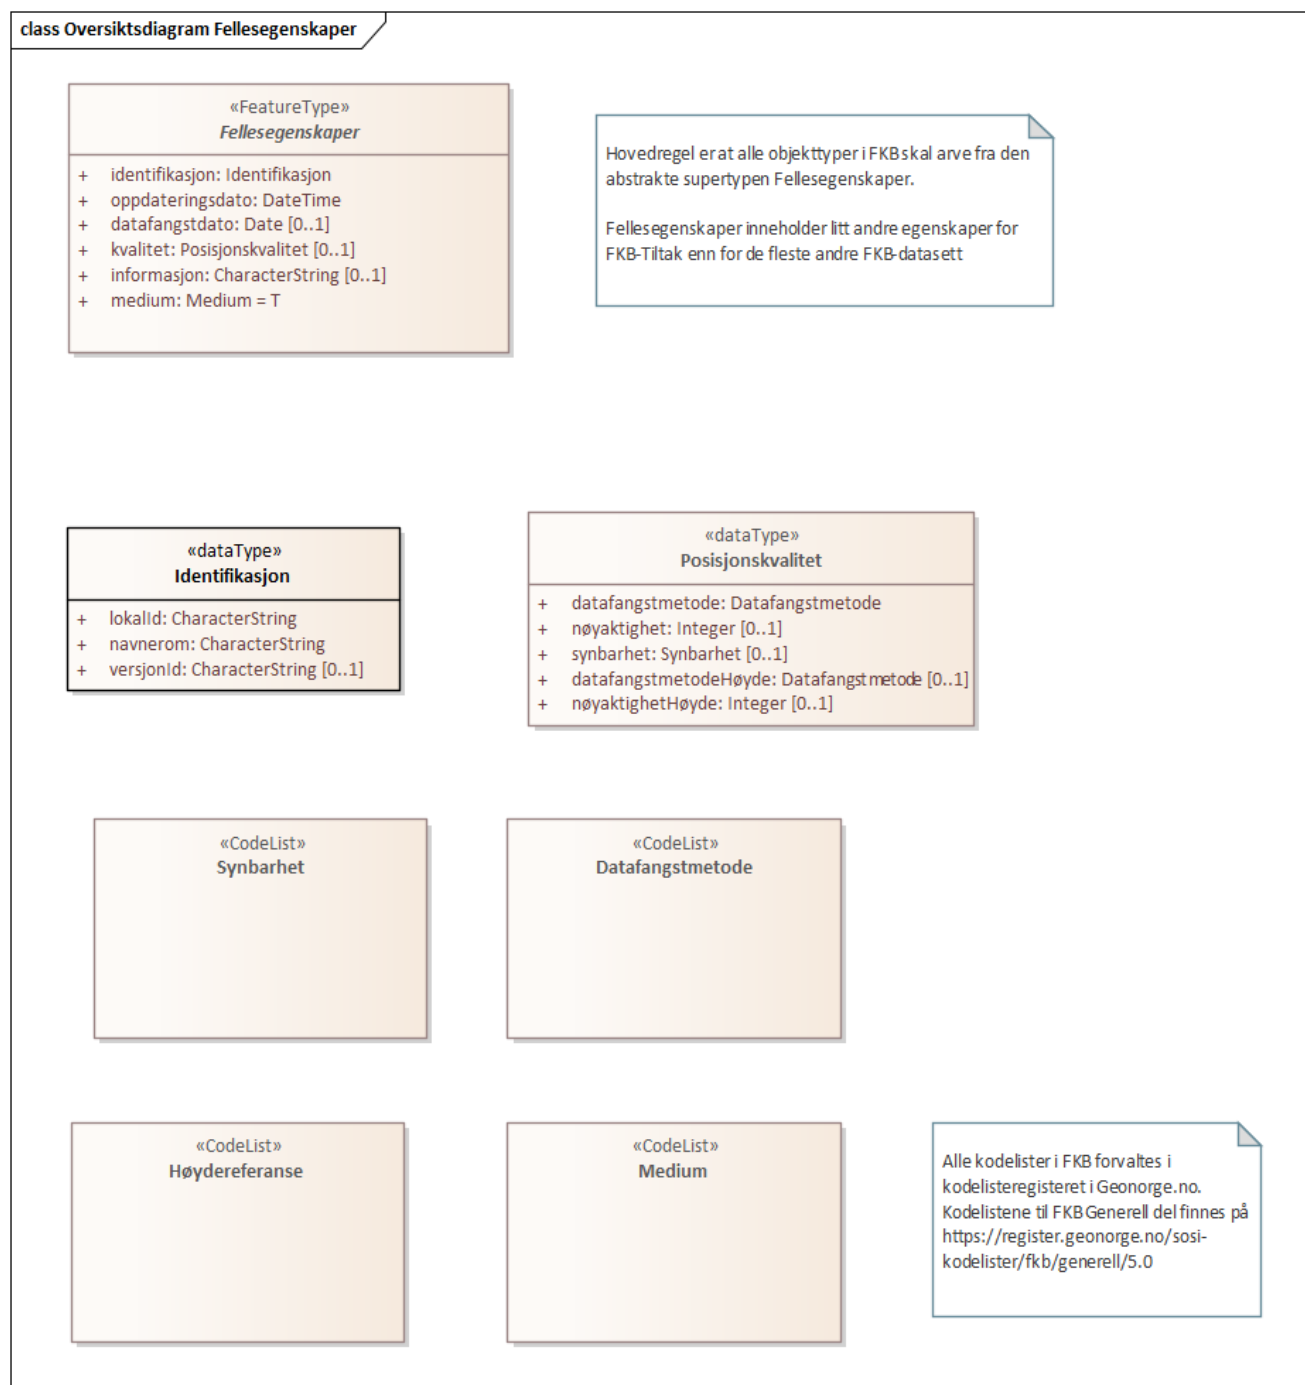 class Oversiktsdiagram Fellesegenskaper
«FeatureType»
Fellesegenskaper
+ identifikasjon: Identifikasjon
+ oppdateringsdato: DateTime
+ datafangstdato: Date [0..1]
+ kvalitet: Posisjonskvalitet [0..1]
+ informasjon: CharacterString [0..1]
+ medium: Medium = T
Hovedregel er at alle objekttyper i FKB skal arve fra den
abstrakte supertypen Fellesegenskaper.
Fellesegenskaper inneholder litt andre egenskaper for
FKB-Tiltak enn for de fleste andre FKB-datasett
«dataType»
Identifikasjon
+ lokalId: CharacterString
+ navnerom: CharacterString
+ versjonId: CharacterString [0..1]
«dataType»
Posisjonskvalitet
+ datafangstmetode: Datafangstmetode
+ nøyaktighet: Integer [0..1]
+ synbarhet: Synbarhet [0..1]
+ datafangstmetodeHøyde: Datafangstmetode [0..1]
+ nøyaktighetHøyde: Integer [0..1]
«CodeList»
Synbarhet
«CodeList»
Datafangstmetode
«CodeList»
Høydereferanse
«CodeList»
Medium
Alle kodelister i FKB forvaltes i
kodelisteregisteret i Geonorge.no.
Kodelistene til FKB Generell del finnes på
https://register.geonorge.no/sosi-
kodelister/fkb/generell/5.0